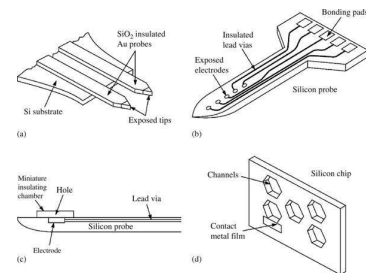 SiO2 insulated
Au probes
Si substrate
Exposed tips
(a)
Bonding pads
Insulated
lead vias
Exposed
electrodes
Silicon probe
(b)
Miniature
insulating
chamber
Hole
Lead via
Silicon probe
Electrode
(c)
Channels
Silicon chip
Contact
metal film
(d)